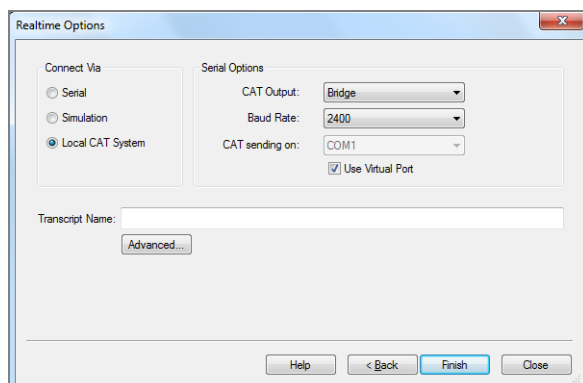 Realtime Options
Connect Via
Serial
Simulation
Local CAT System
Serial Options
CAT Output: Bridge
Baud Rate: 2400
CAT sending on: COM1
Use Virtual Port
Transcript Name:
Advanced...
Help < Back Finish Close